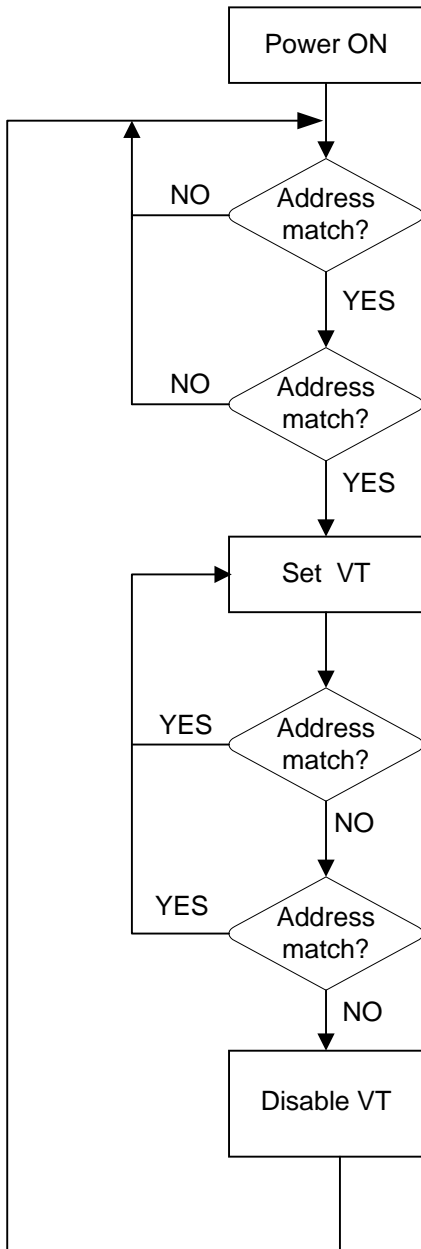 Power ON
Address
match?
NO
YES
Address
match?
NO
YES
Set VT
Address
match?
YES
NO
Address
match?
YES
NO
Disable VT